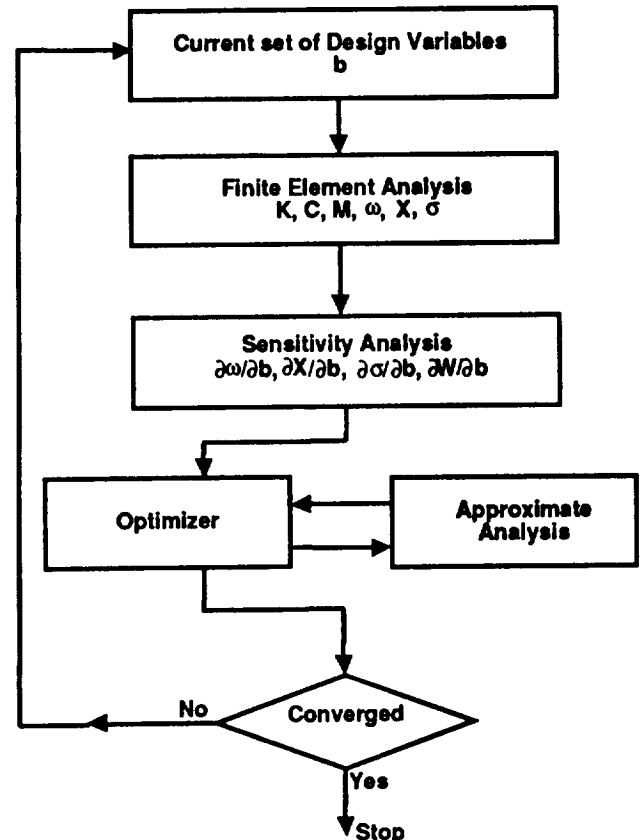 Current set of Design Variables
b
Finite Element Analysis
K, C, M, ω, X, σ
Sensitivity Analysis
∂ω/∂b, ∂X/∂b, ∂σ/∂b, ∂W/∂b
Optimizer
Approximate
Analysis
Converged
No
Yes
Stop